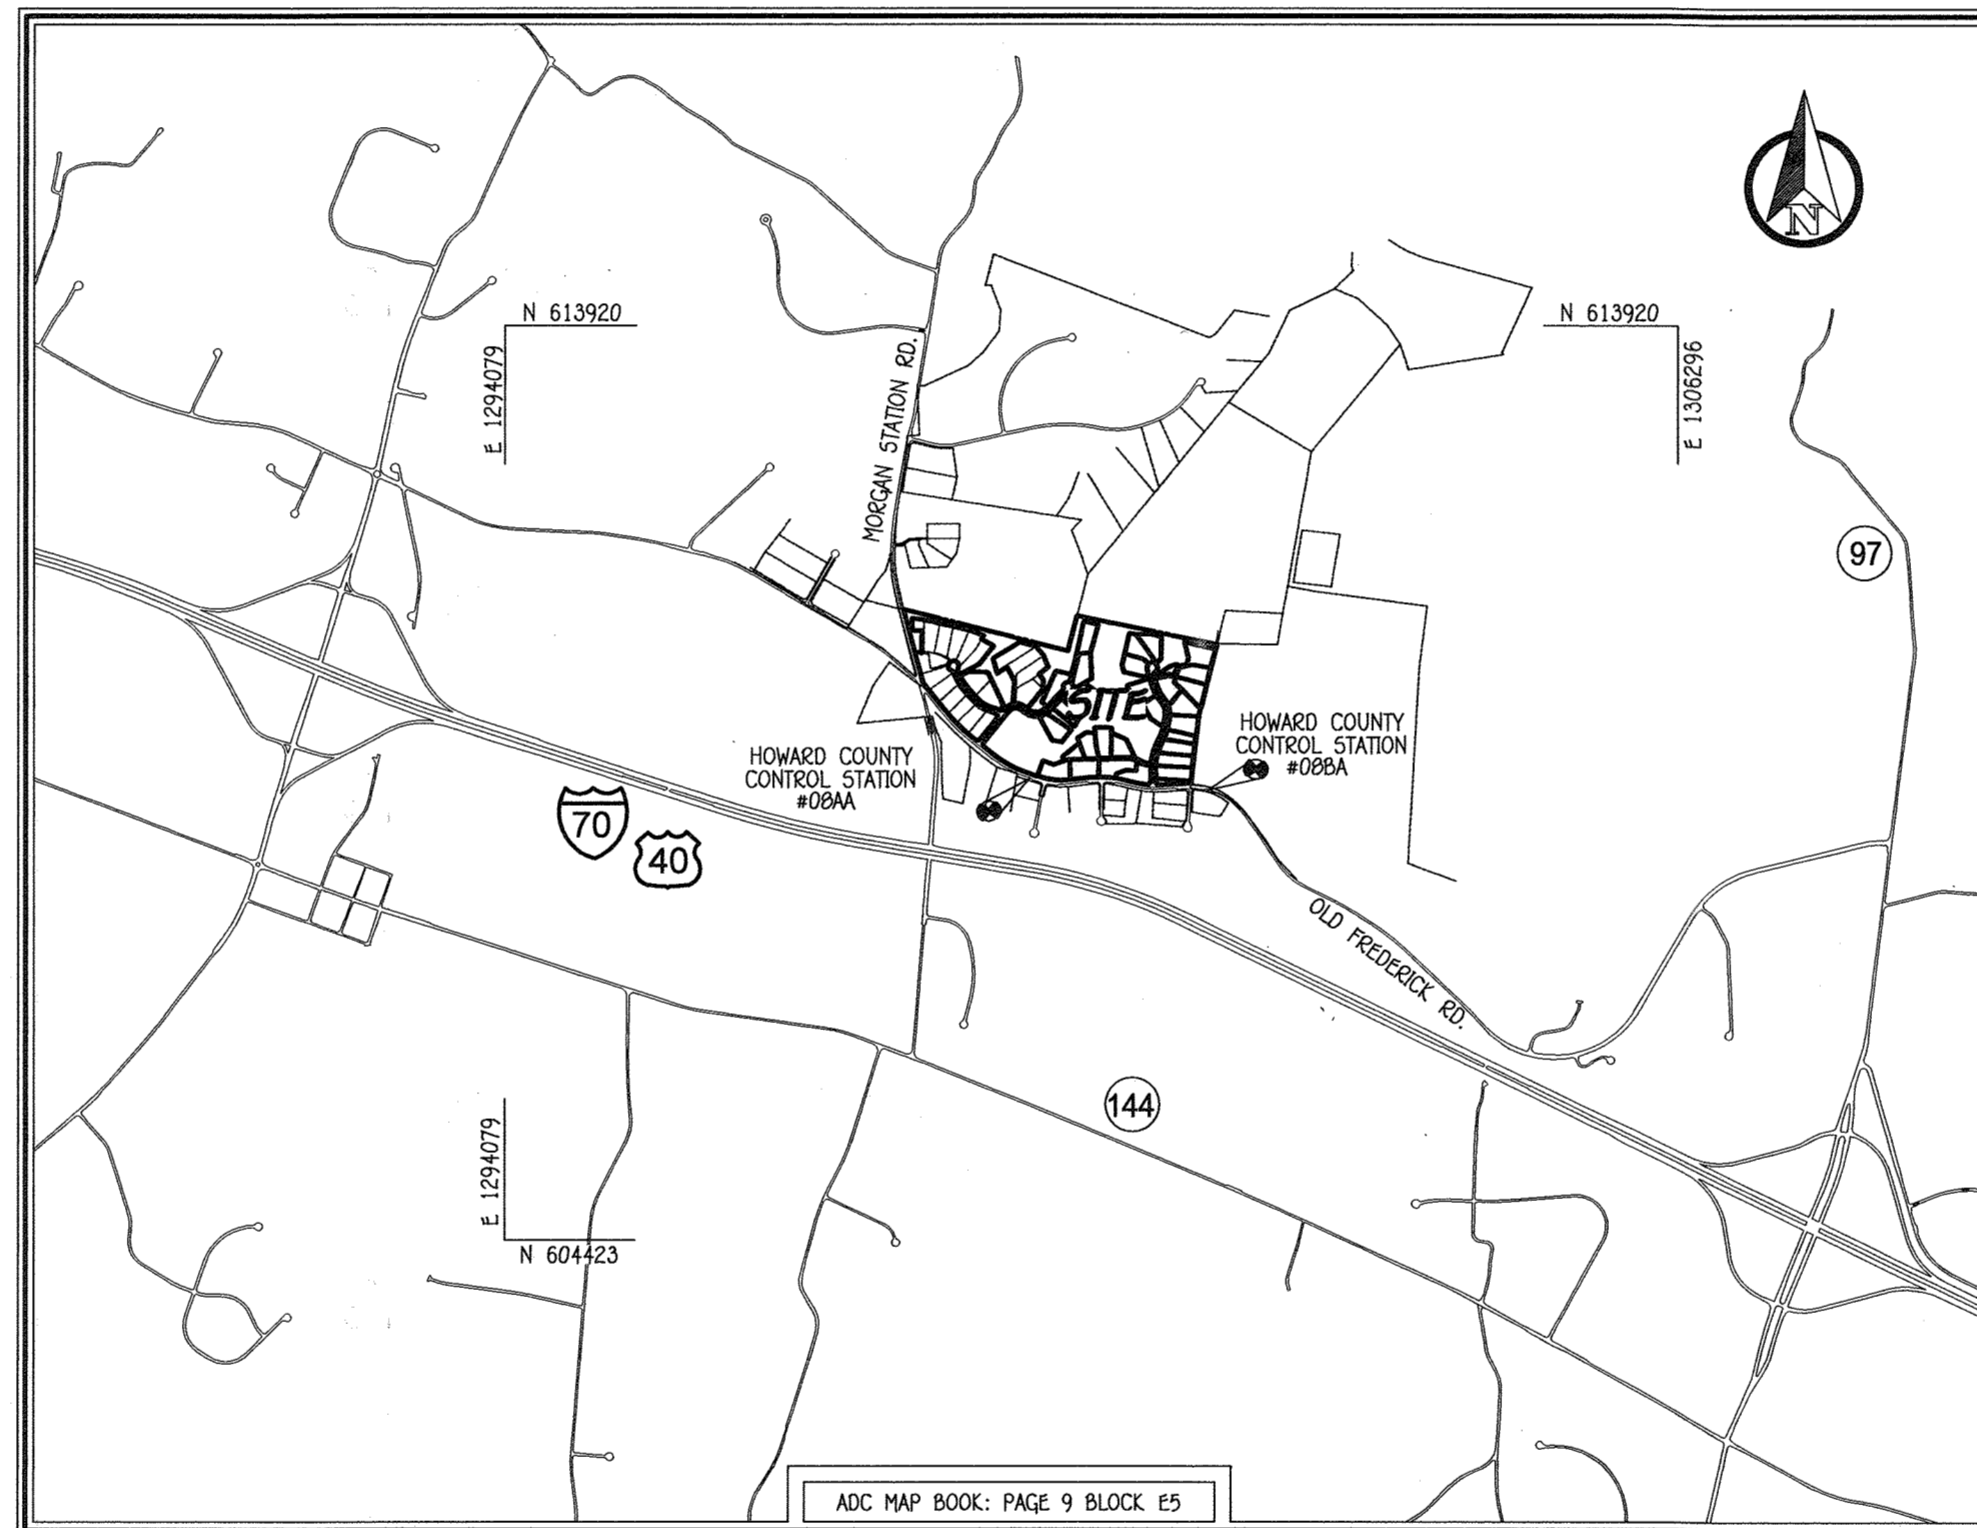 N
N 613920
E 1294079
N 613920
E 1306296
MORGAN STATION RD.
97
SITE
HOWARD COUNTY
CONTROL STATION
#08BA
HOWARD COUNTY
CONTROL STATION
#08AA
70
40
OLD FREDERICK RD.
144
E 1294079
N 604423
ADC MAP BOOK: PAGE 9 BLOCK E5